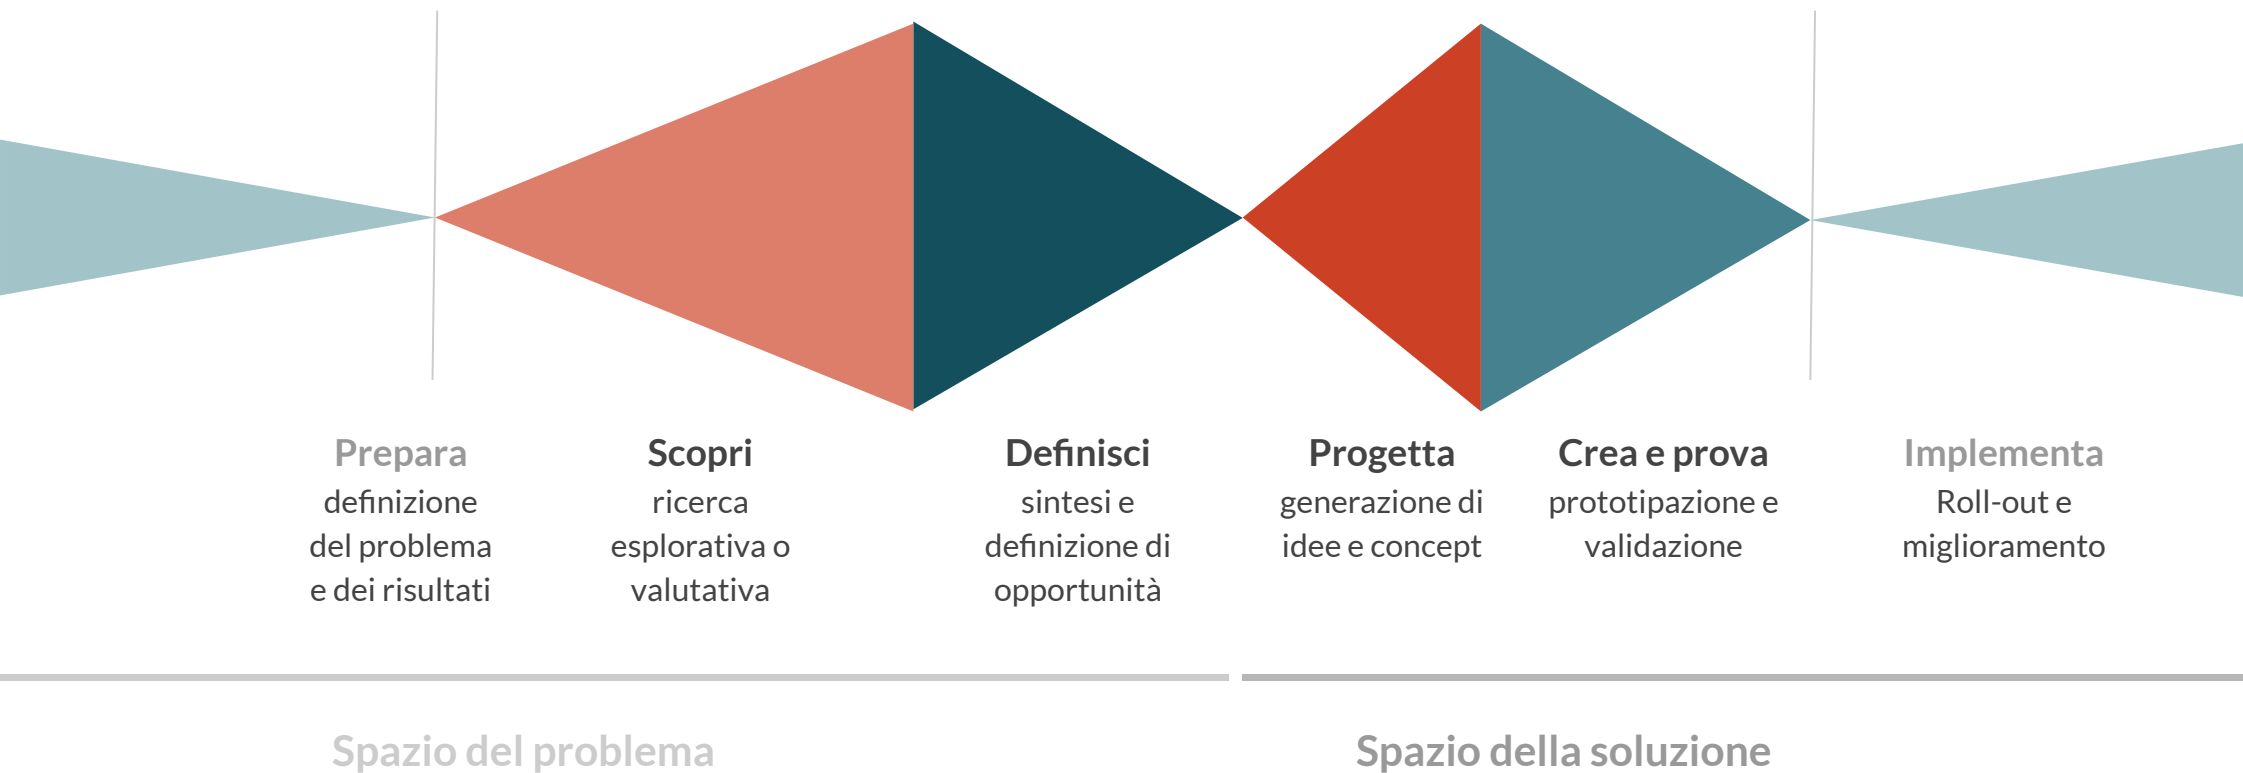 Prepara
definizione
del problema
e dei risultati
Scopri
ricerca
esplorativa o
valutativa
Definisci
sintesi e
definizione di
opportunità
Progetta
generazione di
idee e concept
Crea e prova
prototipazione e
validazione
Implementa
Roll-out e
miglioramento
Spazio del problema
Spazio della soluzione